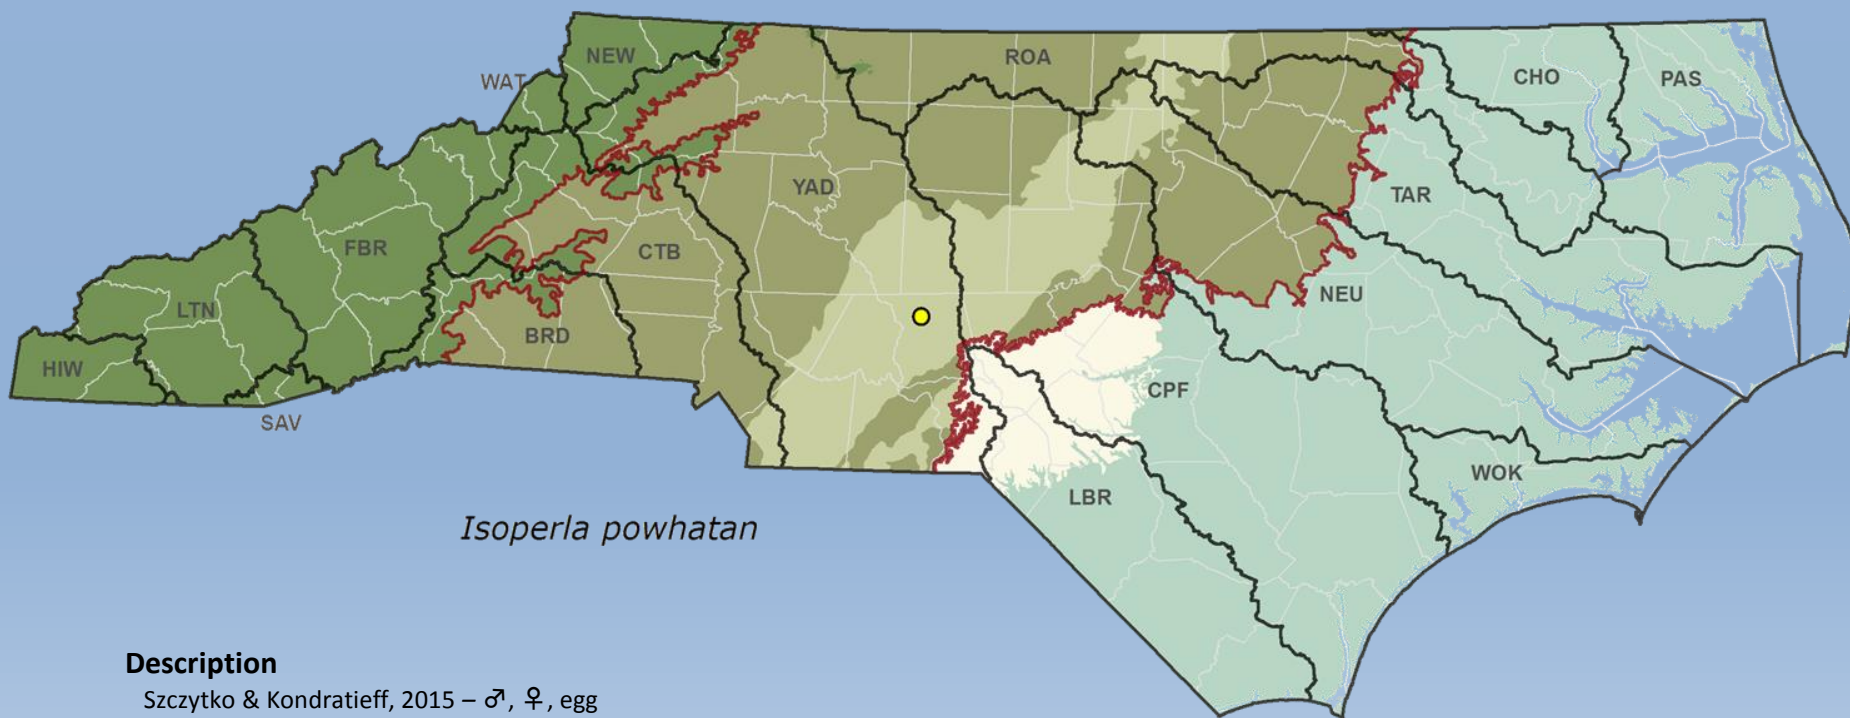 NEW
ROA
WAT
CHO
PAS
YAD
TAR
FBR
CTB
NEU
LTN
BRD
HIW
CPF
SAV
WOK
LBR
Isoperla powhatan
Description
Szczytko & Kondratieff, 2015 – ♂, ♀, egg